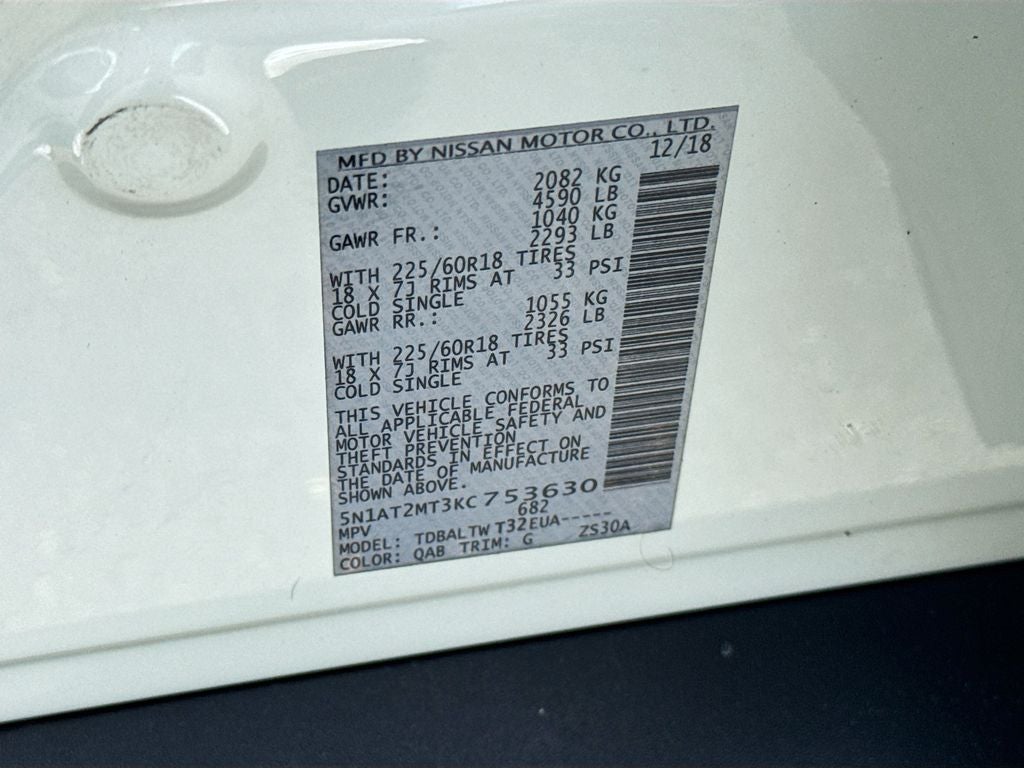 MFD BY NISSAN MOTOR CO., LTD.
DATE: 12/18
GVWR: 2082 KG
4590 LB
GAWR FR.: 1040 KG
2293 LB
WITH 225/60R18 TIRES
18 X 7J RIMS AT 33 PSI
COLD SINGLE
GAWR RR.: 1055 KG
2326 LB
WITH 225/60R18 TIRES
18 X 7J RIMS AT 33 PSI
COLD SINGLE
THIS VEHICLE CONFORMS TO
ALL APPLICABLE FEDERAL
MOTOR VEHICLE SAFETY AND
THEFT PREVENTION
STANDARDS IN EFFECT ON
THE DATE OF MANUFACTURE
SHOWN ABOVE.
5N1AT2MT3KC753630
MPV 682
MODEL: TDBALTWT32EUA-----
COLOR: QAB TRIM: G ZS30A